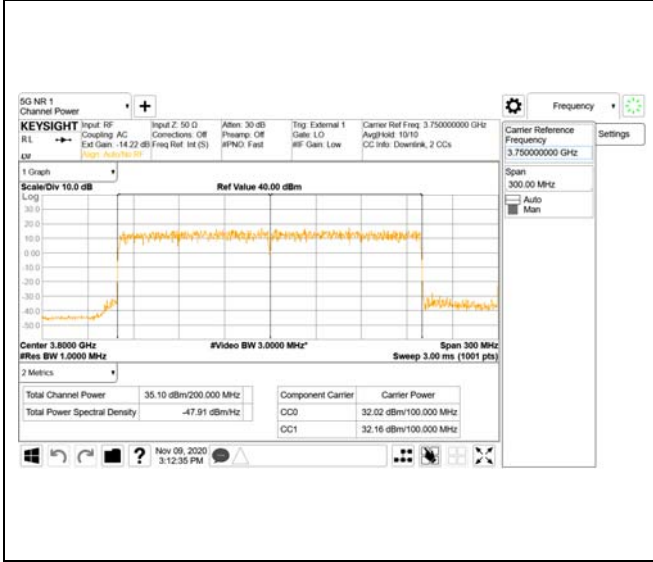 5G NR 1
Channel Power
Frequency
KEYSIGHT
RL
Input: RF
Coupling: AC
Ext Gain: -14.22 dB
Align: Auto/No RF
Input Z: 50 Ω
Corrections: Off
Freq Ref: Int (S)
Atten: 30 dB
Preamp: Off
#PNO: Fast
Trig: External 1
Gate: LO
#IF Gain: Low
Carrier Ref Freq: 3.750000000 GHz
Avg|Hold: 10/10
CC Info: Downlink, 2 CCs
Carrier Reference
Frequency
3.750000000 GHz
Settings
Span
300.00 MHz
Auto
Man
1 Graph
Scale/Div 10.0 dB
Ref Value 40.00 dBm
Log
30.0
20.0
10.0
0.00
-10.0
-20.0
-30.0
-40.0
-50.0
Center 3.8000 GHz
#Video BW 3.0000 MHz*
Span 300 MHz
#Res BW 1.0000 MHz
Sweep 3.00 ms (1001 pts)
2 Metrics
Total Channel Power 35.10 dBm/200.000 MHz
Total Power Spectral Density -47.91 dBm/Hz
Component Carrier Carrier Power
CC0 32.02 dBm/100.000 MHz
CC1 32.16 dBm/100.000 MHz
?
Nov 09, 2020
3:12:35 PM